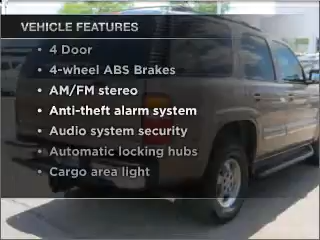 VEHICLE FEATURES
• 4 Door
• 4-wheel ABS Brakes
• AM/FM stereo
• Anti-theft alarm system
• Audio system security
• Automatic locking hubs
• Cargo area light